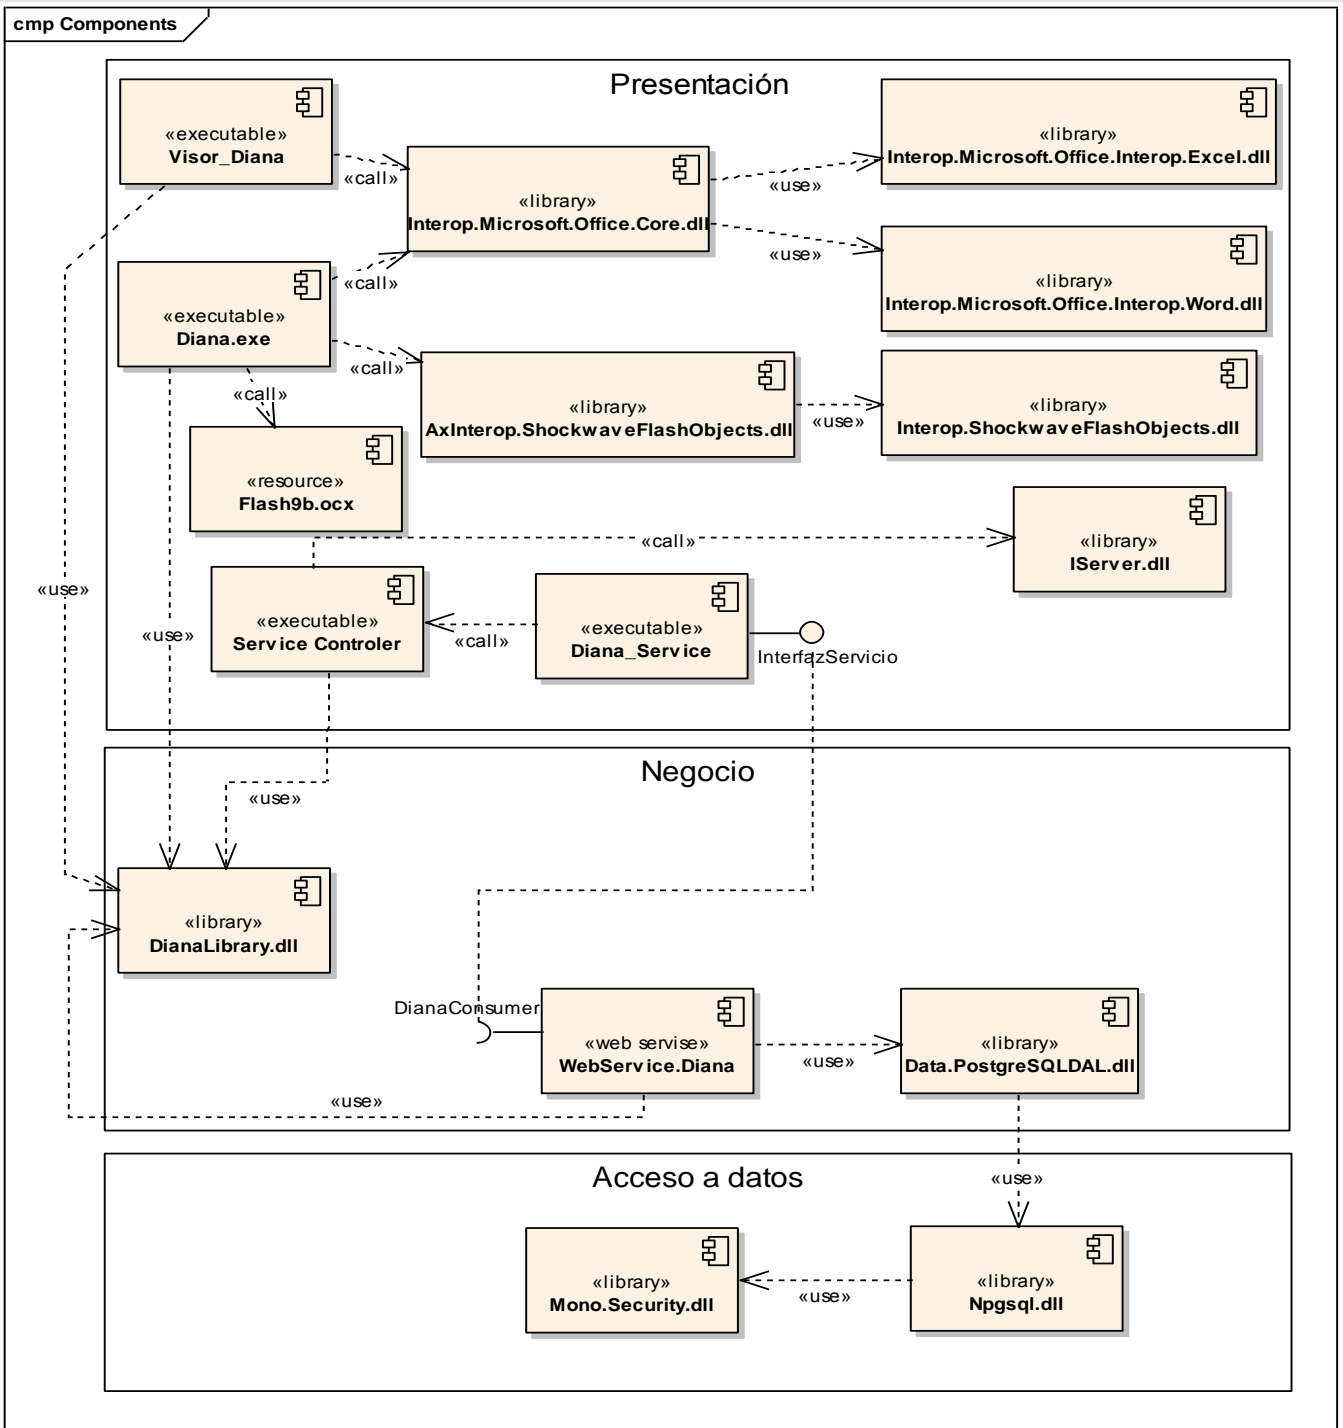 cmp Components
Presentación
«executable»
Visor_Diana
«library»
Interop.Microsoft.Office.Interop.Excel.dll
«call»
«library»
Interop.Microsoft.Office.Core.dll
«use»
«use»
«library»
Interop.Microsoft.Office.Interop.Word.dll
«call»
«executable»
Diana.exe
«call»
«call»
«library»
AxInterop.ShockwaveFlashObjects.dll
«use»
«library»
Interop.ShockwaveFlashObjects.dll
«resource»
Flash9b.ocx
«call»
«library»
IServer.dll
«use»
«use»
«executable»
Service Controler
«call»
«executable»
Diana_Service
InterfazServicio
Negocio
«use»
«library»
DianaLibrary.dll
DianaConsumer
«web servise»
WebService.Diana
«use»
«library»
Data.PostgreSQLDAL.dll
«use»
Acceso a datos
«use»
«library»
Mono.Security.dll
«use»
«library»
Npgsql.dll